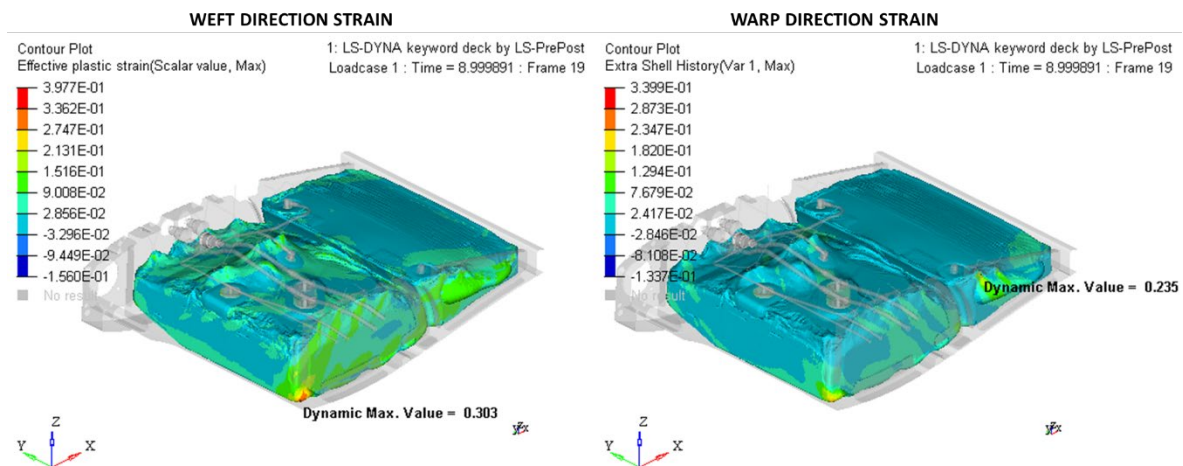 WEFT DIRECTION STRAIN
Contour Plot
Effective plastic strain(Scalar value, Max)
1: LS-DYNA keyword deck by LS-PrePost
Loadcase 1 : Time = 8.999891 : Frame 19
3.977E-01
3.362E-01
2.747E-01
2.131E-01
1.516E-01
9.008E-02
2.856E-02
-3.296E-02
-9.449E-02
-1.560E-01
No result
Dynamic Max. Value = 0.303
Z
Y
X
WARP DIRECTION STRAIN
Contour Plot
Extra Shell History(Var 1, Max)
1: LS-DYNA keyword deck by LS-PrePost
Loadcase 1 : Time = 8.999891 : Frame 19
3.399E-01
2.873E-01
2.347E-01
1.820E-01
1.294E-01
7.679E-02
2.417E-02
-2.846E-02
-8.108E-02
-1.337E-01
No result
Dynamic Max. Value = 0.235
Z
Y
X